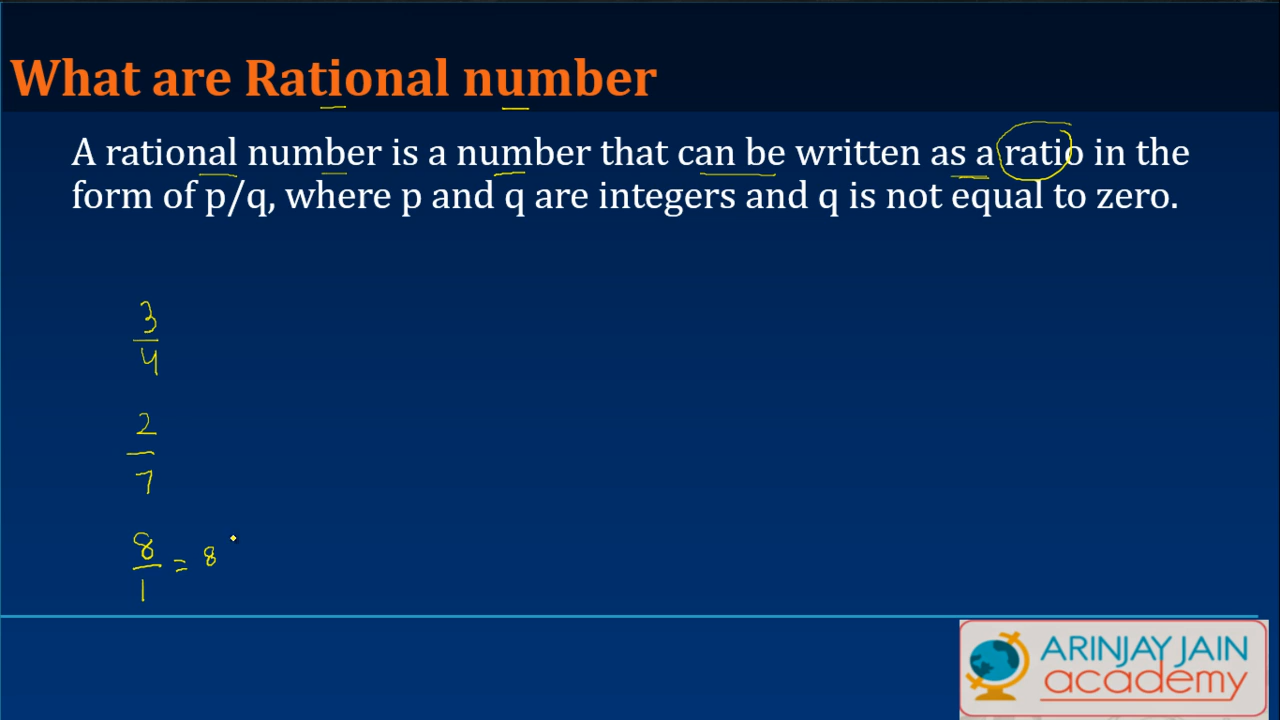 What are Rational number
A rational number is a number that can be written as a ratio in the
form of p/q, where p and q are integers and q is not equal to zero.
3
4
2
7
8
1 = 8
ARINJAY JAIN
academy